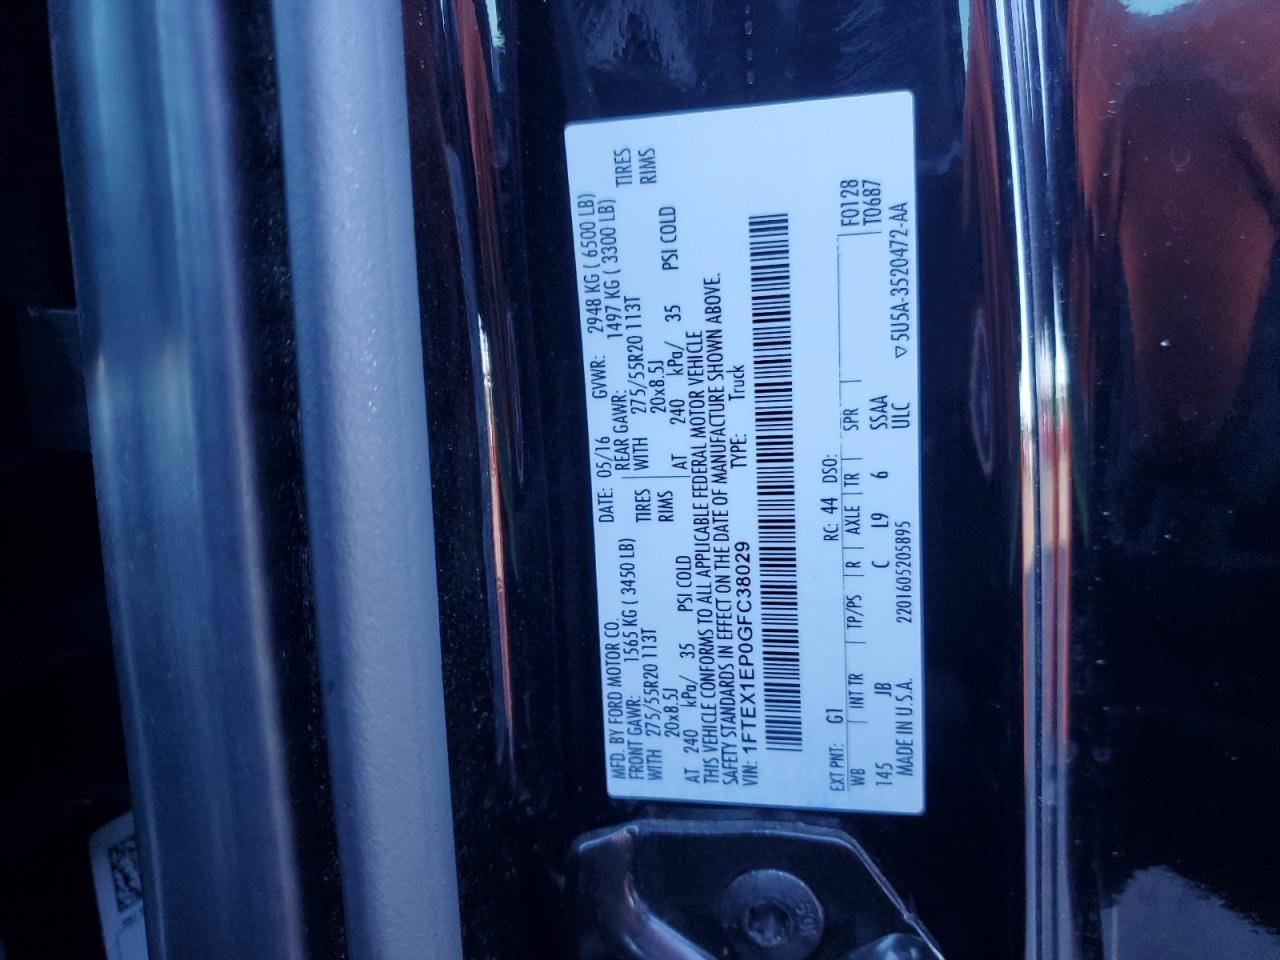 MFD. BY FORD MOTOR CO. DATE: 05/16 GVWR: 2948 KG ( 6500 LB)
FRONT GAWR: 1565 KG ( 3450 LB) REAR GAWR: 1497 KG ( 3300 LB)
WITH 275/55R20 113T TIRES WITH 275/55R20 113T TIRES
20x8.5J RIMS 20x8.5J RIMS
AT 240 kPa/ 35 PSI COLD AT 240 kPa/ 35 PSI COLD
THIS VEHICLE CONFORMS TO ALL APPLICABLE FEDERAL MOTOR VEHICLE
SAFETY STANDARDS IN EFFECT ON THE DATE OF MANUFACTURE SHOWN ABOVE.
VIN: 1FTEX1EP0GFC38029 TYPE: Truck
EXT PNT: G1 RC: 44 DSO: F0128
WB INT TR TP/PS R AXLE TR SPR T0687
145 JB C L9 6 SSAA
MADE IN U.S.A. 2201605205895 ULC ▽5U5A-3520472-AA